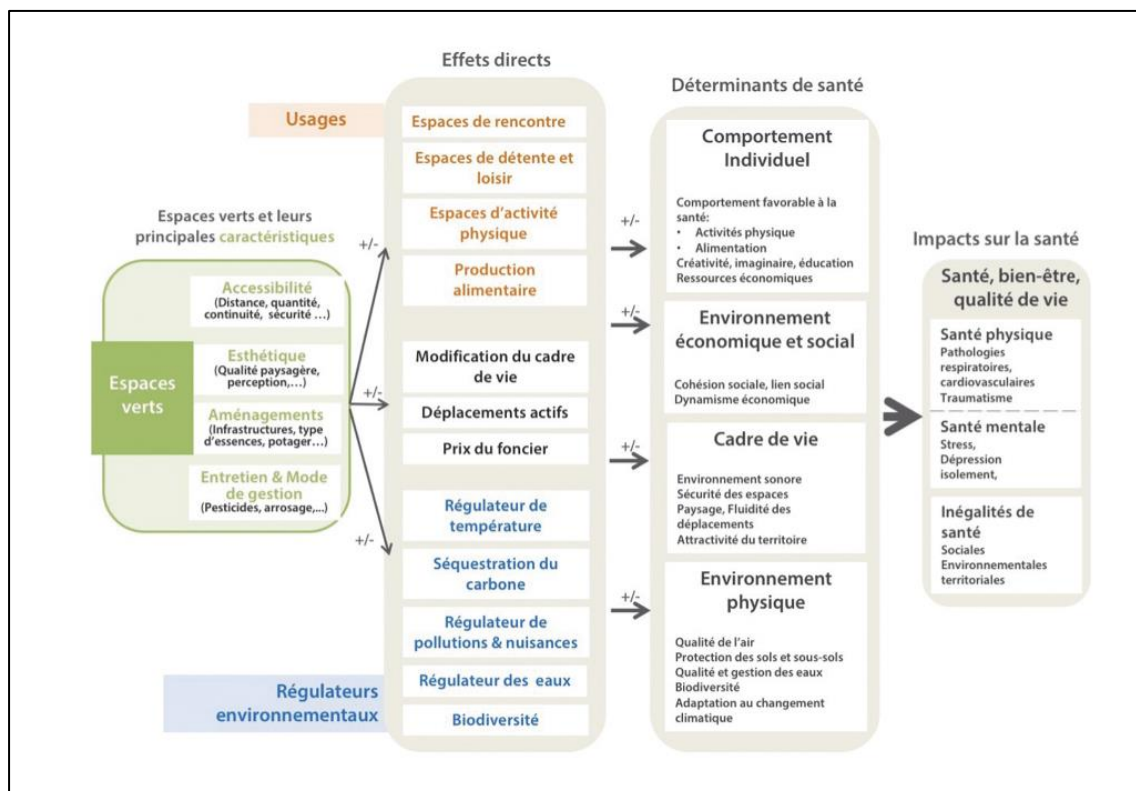 Effets directs
Usages
Espaces de rencontre
Espaces de détente et
loisir
Espaces d'activité
physique
Production
alimentaire
Modification du cadre
de vie
Déplacements actifs
Prix du foncier
Régulateur de
température
Séquestration du
carbone
Régulateur de
pollutions & nuisances
Régulateur des eaux
Biodiversité
Régulateurs
environnementaux
Espaces verts et leurs
principales caractéristiques
Espaces
verts
Accessibilité
(Distance, quantité,
continuité, sécurité ...)
Esthétique
(Qualité paysagère,
perception,...)
Aménagements
(Infrastructures, type
d'essences, potager...)
Entretien & Mode
de gestion
(Pesticides, arrosage,...)
+/-
+/-
+/-
Déterminants de santé
+/-
Comportement
Individuel
Comportement favorable à la
santé:
• Activités physique
• Alimentation
Créativité, imaginaire, éducation
Ressources économiques
+/-
Environnement
économique et social
Cohésion sociale, lien social
Dynamisme économique
+/-
Cadre de vie
Environnement sonore
Sécurité des espaces
Paysage, Fluidité des
déplacements
Attractivité du territoire
+/-
Environnement
physique
Qualité de l'air
Protection des sols et sous-sols
Qualité et gestion des eaux
Biodiversité
Adaptation au changement
climatique
Impacts sur la santé
Santé, bien-être,
qualité de vie
Santé physique
Pathologies
respiratoires,
cardiovasculaires
Traumatisme
Santé mentale
Stress,
Dépression
isolement,
Inégalités de
santé
Sociales
Environnementales
territoriales